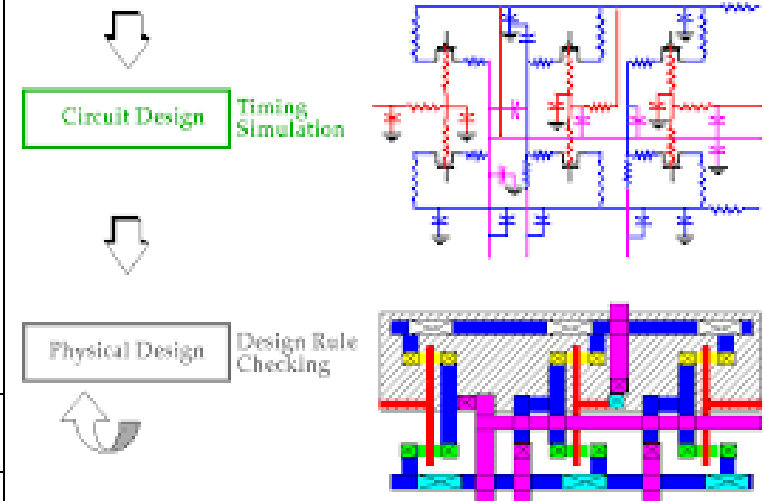 Circuit Design
Timing
Simulation
Physical Design
Design Rule
Checking